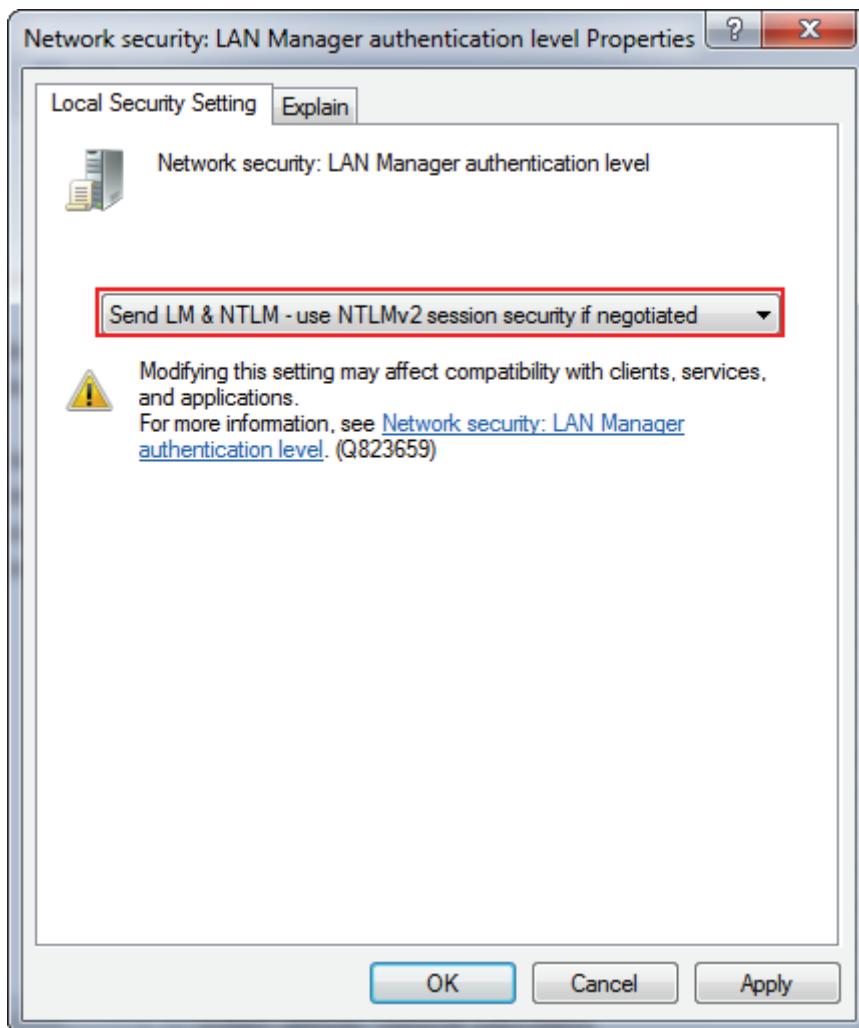 Network security: LAN Manager authentication level Properties
Local Security Setting
Explain
Network security: LAN Manager authentication level
Send LM & NTLM - use NTLMv2 session security if negotiated
Modifying this setting may affect compatibility with clients, services,
and applications.
For more information, see Network security: LAN Manager
authentication level. (Q823659)
OK
Cancel
Apply